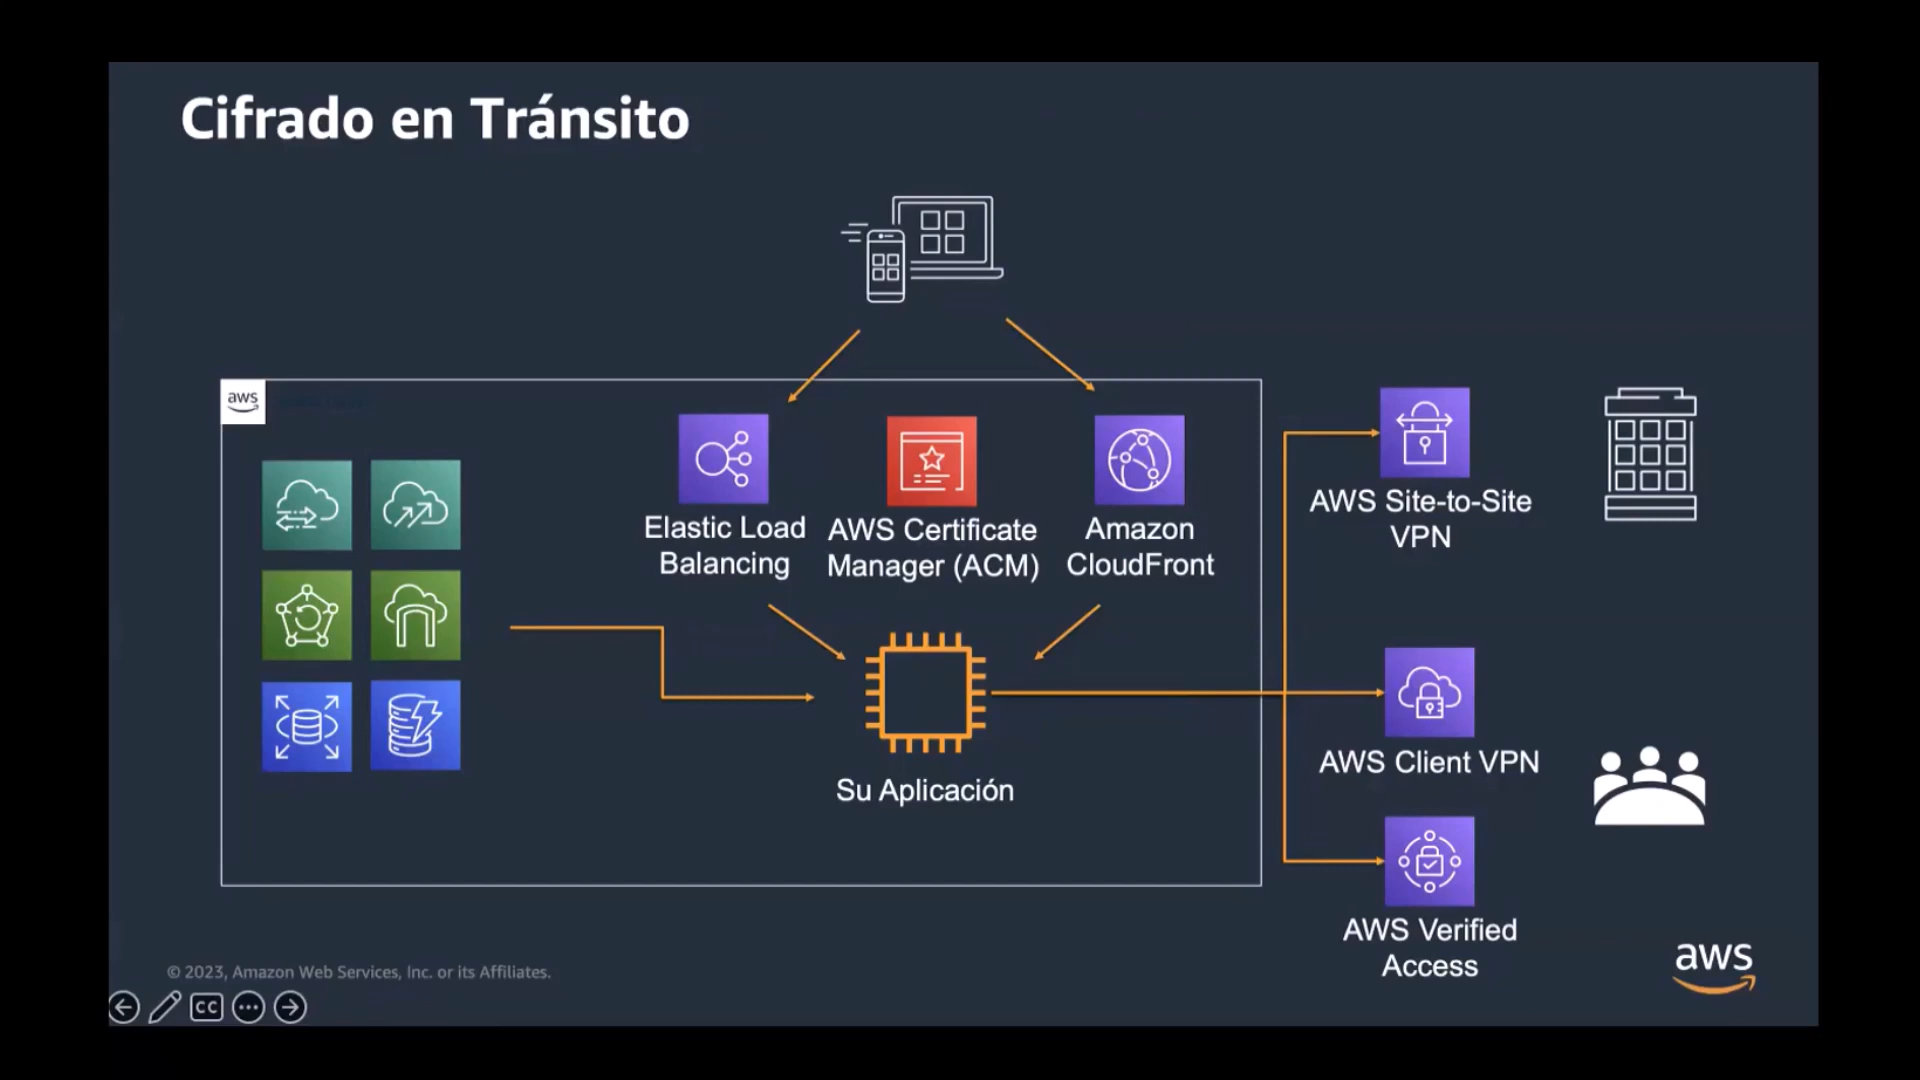 Cifrado en Tránsito
aws
Elastic Load
Balancing
AWS Certificate
Manager (ACM)
Amazon
CloudFront
AWS Site-to-Site
VPN
Su Aplicación
AWS Client VPN
AWS Verified
Access
© 2023, Amazon Web Services, Inc. or its Affiliates.
aws
CC